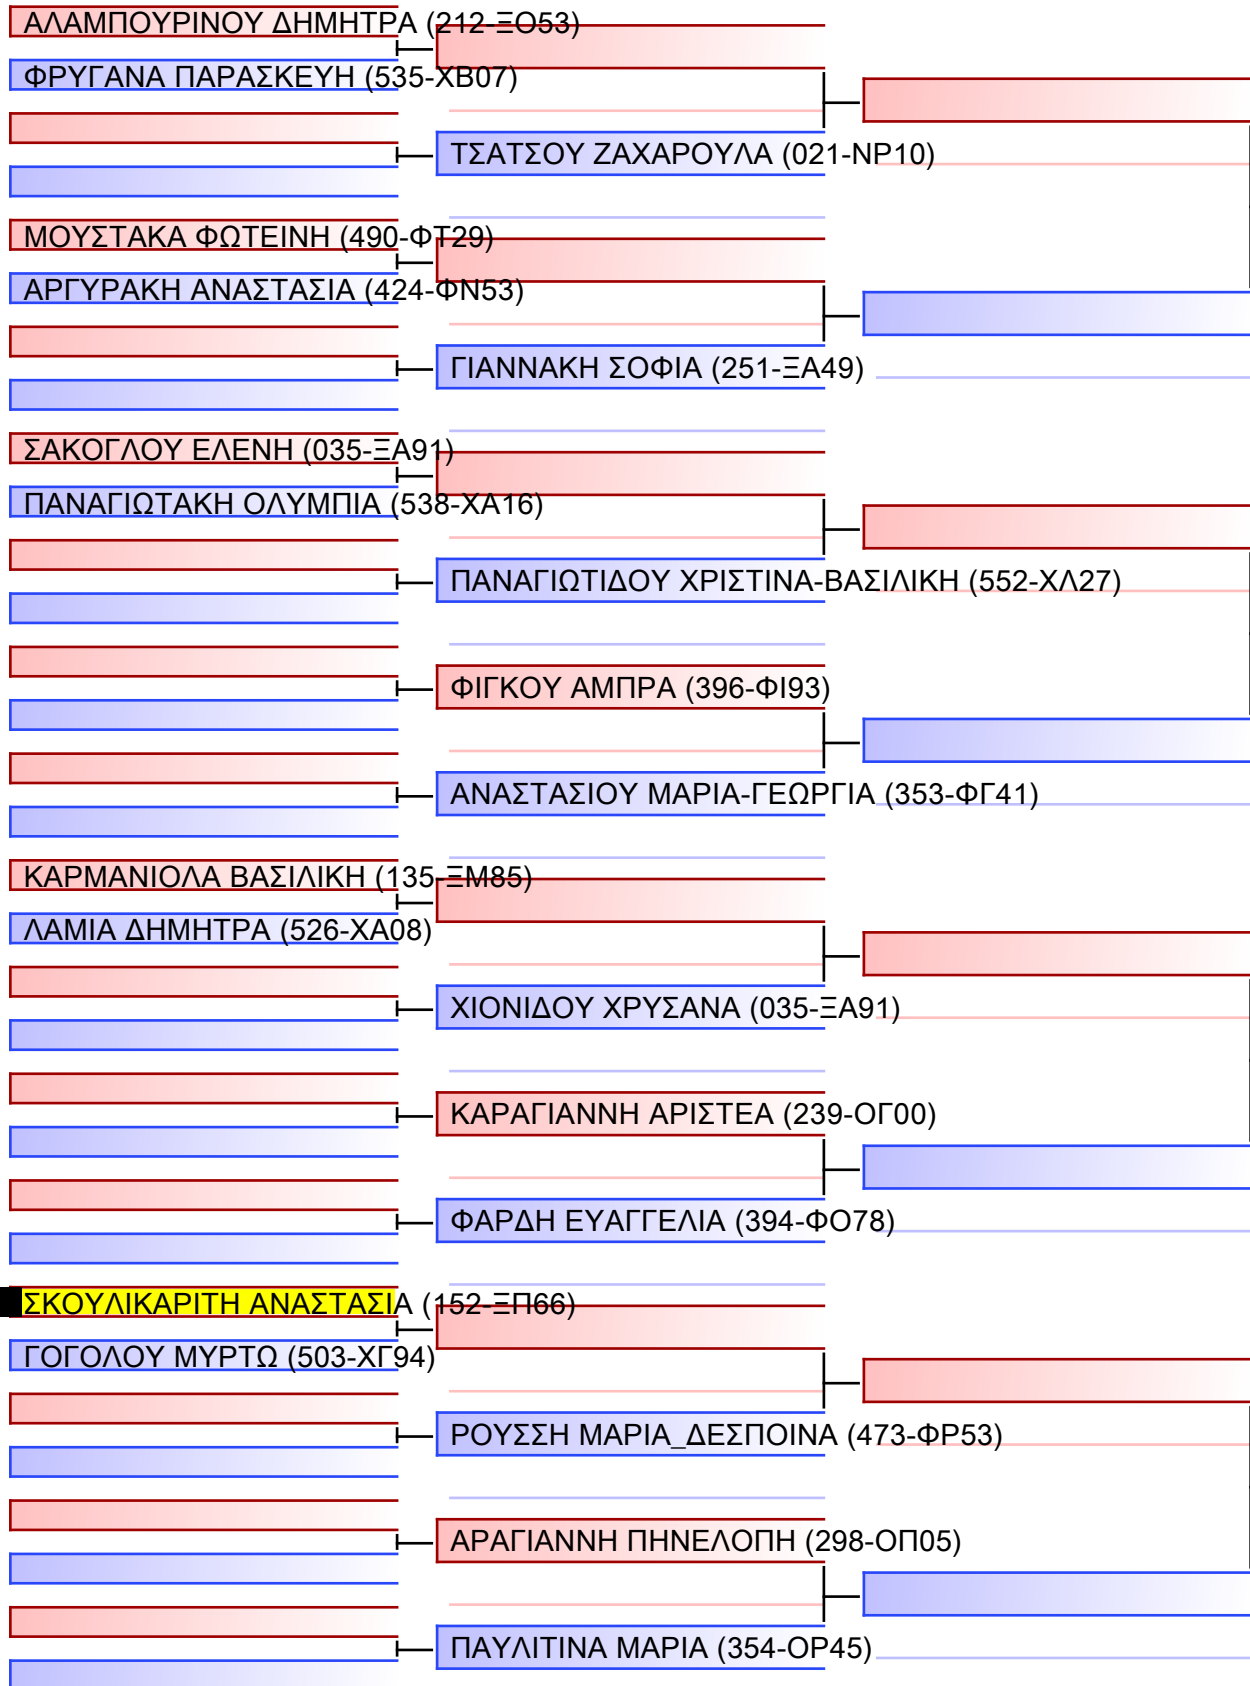 ΑΛΑΜΠΟΥΡΙΝΟΥ ΔΗΜΗΤΡΑ (212-ΞΟ53)
ΦΡΥΓΑΝΑ ΠΑΡΑΣΚΕΥΗ (535-ΧΒ07)
ΤΣΑΤΣΟΥ ΖΑΧΑΡΟΥΛΑ (021-ΝΡ10)
ΜΟΥΣΤΑΚΑ ΦΩΤΕΙΝΗ (490-ΦΤ29)
ΑΡΓΥΡΑΚΗ ΑΝΑΣΤΑΣΙΑ (424-ΦΝ53)
ΓΙΑΝΝΑΚΗ ΣΟΦΙΑ (251-ΞΑ49)
ΣΑΚΟΓΛΟΥ ΕΛΕΝΗ (035-ΞΑ91)
ΠΑΝΑΓΙΩΤΑΚΗ ΟΛΥΜΠΙΑ (538-ΧΑ16)
ΠΑΝΑΓΙΩΤΙΔΟΥ ΧΡΙΣΤΙΝΑ-ΒΑΣΙΛΙΚΗ (552-ΧΛ27)
ΦΙΓΚΟΥ ΑΜΠΡΑ (396-ΦΙ93)
ΑΝΑΣΤΑΣΙΟΥ ΜΑΡΙΑ-ΓΕΩΡΓΙΑ (353-ΦΓ41)
ΚΑΡΜΑΝΙΟΛΑ ΒΑΣΙΛΙΚΗ (135-ΞΜ85)
ΛΑΜΙΑ ΔΗΜΗΤΡΑ (526-ΧΑ08)
ΧΙΟΝΙΔΟΥ ΧΡΥΣΑΝΑ (035-ΞΑ91)
ΚΑΡΑΓΙΑΝΝΗ ΑΡΙΣΤΕΑ (239-ΟΓ00)
ΦΑΡΔΗ ΕΥΑΓΓΕΛΙΑ (394-ΦΟ78)
ΣΚΟΥΛΙΚΑΡΙΤΗ ΑΝΑΣΤΑΣΙΑ (152-ΞΠ66)
ΓΟΓΟΛΟΥ ΜΥΡΤΩ (503-ΧΓ94)
ΡΟΥΣΣΗ ΜΑΡΙΑ_ΔΕΣΠΟΙΝΑ (473-ΦΡ53)
ΑΡΑΓΙΑΝΝΗ ΠΗΝΕΛΟΠΗ (298-ΟΠ05)
ΠΑΥΛΙΤΙΝΑ ΜΑΡΙΑ (354-ΟΡ45)